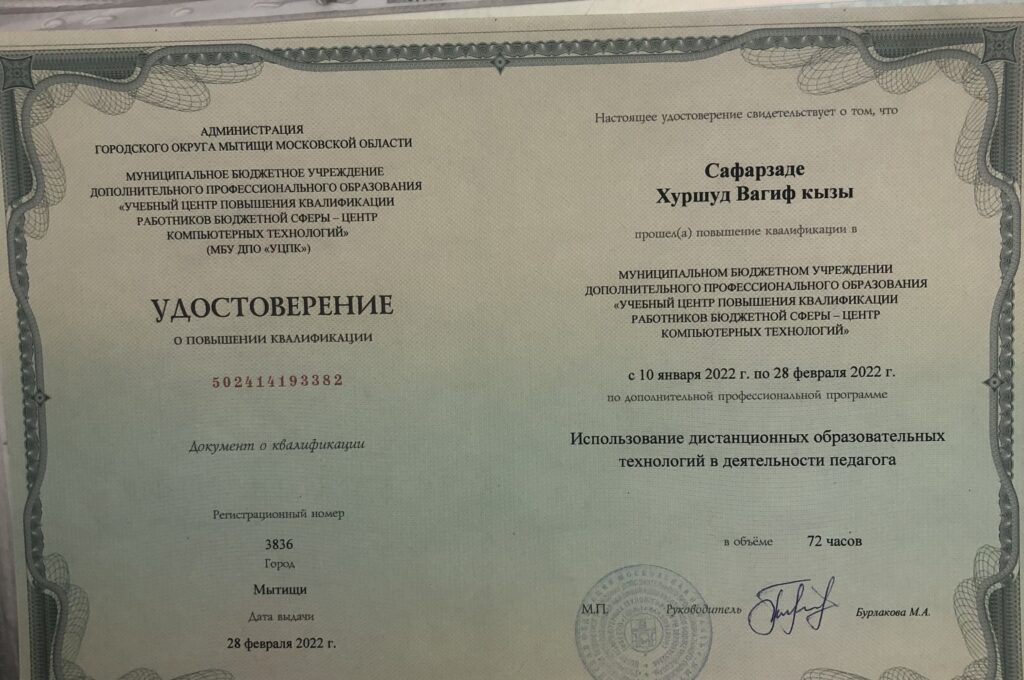 АДМИНИСТРАЦИЯ
ГОРОДСКОГО ОКРУГА МЫТИЩИ МОСКОВСКОЙ ОБЛАСТИ
МУНИЦИПАЛЬНОЕ БЮДЖЕТНОЕ УЧРЕЖДЕНИЕ
ДОПОЛНИТЕЛЬНОГО ПРОФЕССИОНАЛЬНОГО ОБРАЗОВАНИЯ
«УЧЕБНЫЙ ЦЕНТР ПОВЫШЕНИЯ КВАЛИФИКАЦИИ
РАБОТНИКОВ БЮДЖЕТНОЙ СФЕРЫ – ЦЕНТР
КОМПЬЮТЕРНЫХ ТЕХНОЛОГИЙ»
(МБУ ДПО «УЦПК»)
УДОСТОВЕРЕНИЕ
О ПОВЫШЕНИИ КВАЛИФИКАЦИИ
502414193382
Документ о квалификации
Регистрационный номер
3836
Город
Мытищи
Дата выдачи
28 февраля 2022 г.
Настоящее удостоверение свидетельствует о том, что
Сафарзаде
Хуршуд Вагиф кызы
прошел(а) повышение квалификации в
МУНИЦИПАЛЬНОМ БЮДЖЕТНОМ УЧРЕЖДЕНИИ
ДОПОЛНИТЕЛЬНОГО ПРОФЕССИОНАЛЬНОГО ОБРАЗОВАНИЯ
«УЧЕБНЫЙ ЦЕНТР ПОВЫШЕНИЯ КВАЛИФИКАЦИИ
РАБОТНИКОВ БЮДЖЕТНОЙ СФЕРЫ – ЦЕНТР
КОМПЬЮТЕРНЫХ ТЕХНОЛОГИЙ»
с 10 января 2022 г. по 28 февраля 2022 г.
по дополнительной профессиональной программе
Использование дистанционных образовательных
технологий в деятельности педагога
в объёме 72 часов
М.П. Руководитель Бурлакова М.А.